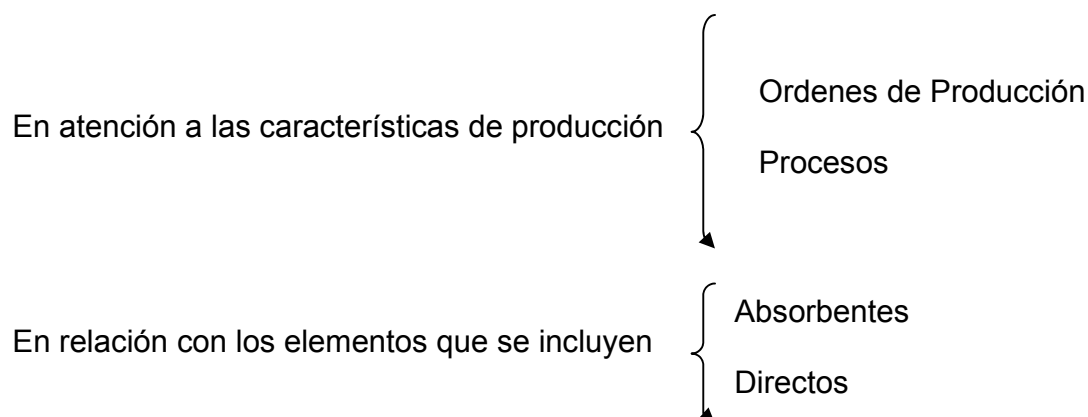 Ordenes de Producción
En atención a las características de producción
Procesos
Absorbentes
En relación con los elementos que se incluyen
Directos